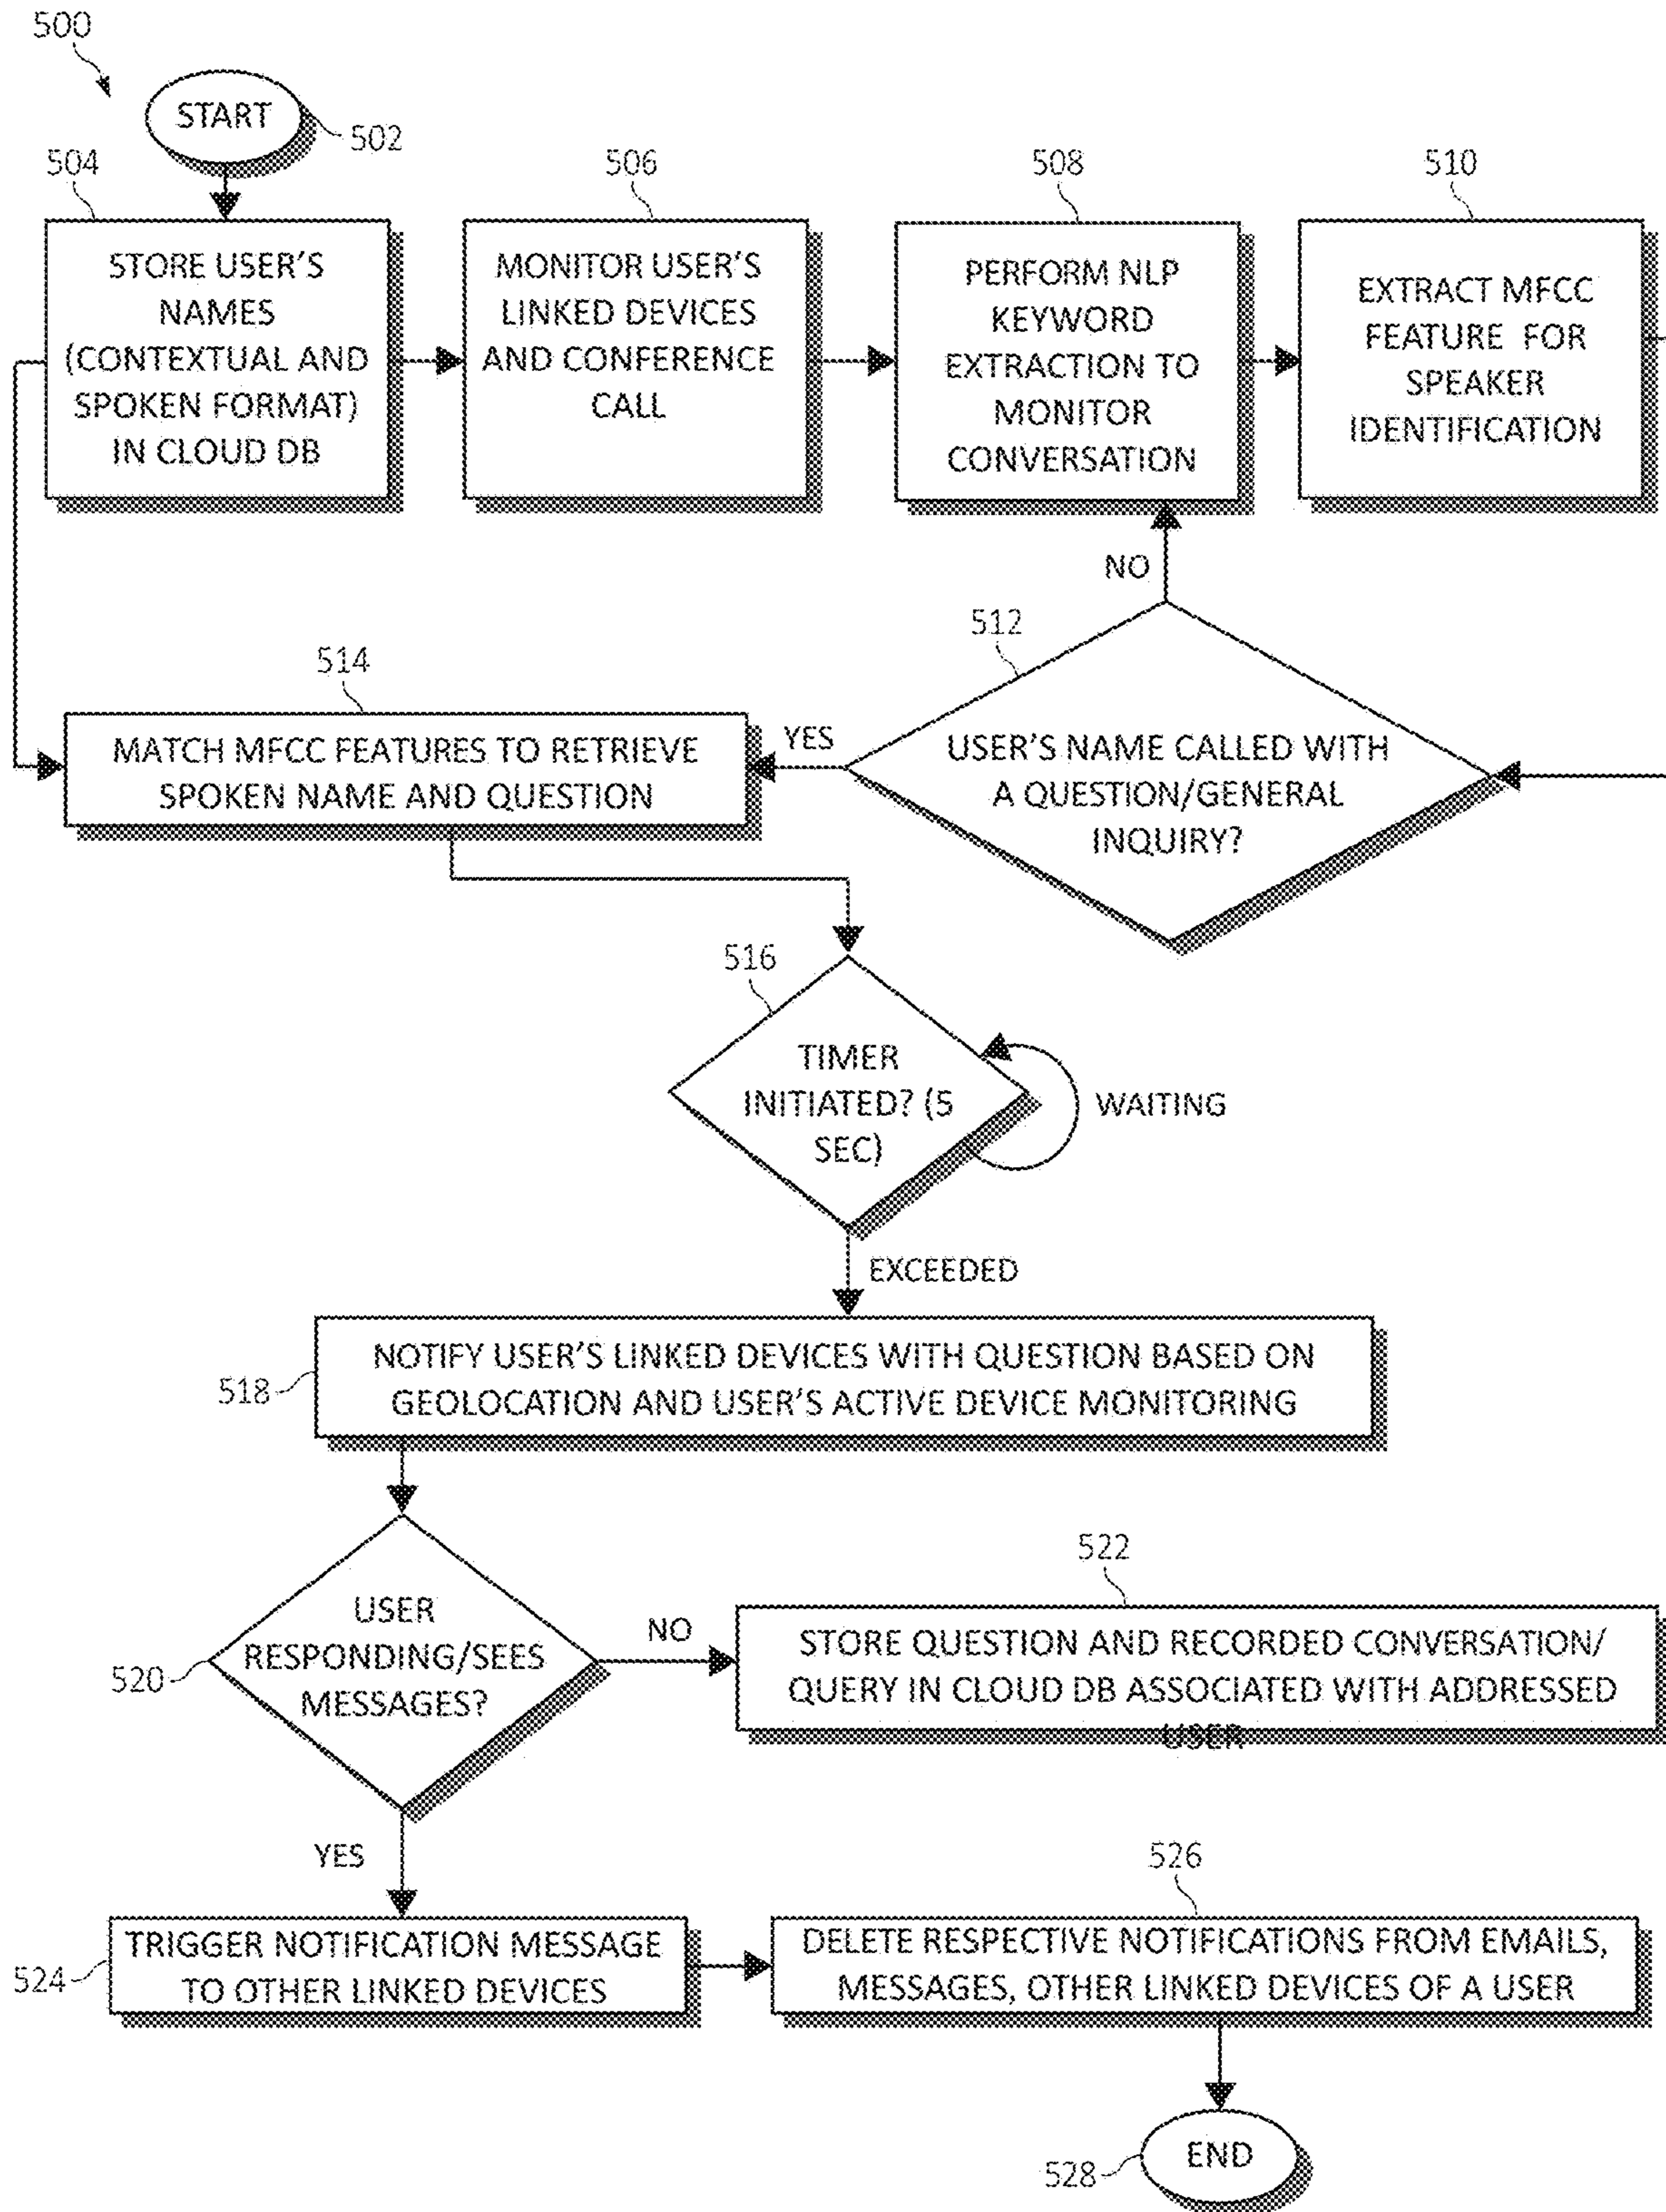 500
START
502
504
STORE USER'S
NAMES
(CONTEXTUAL AND
SPOKEN FORMAT)
IN CLOUD DB
506
MONITOR USER'S
LINKED DEVICES
AND CONFERENCE
CALL
508
PERFORM NLP
KEYWORD
EXTRACTION TO
MONITOR
CONVERSATION
510
EXTRACT MFCC
FEATURE FOR
SPEAKER
IDENTIFICATION
NO
512
USER'S NAME CALLED WITH
A QUESTION/GENERAL
INQUIRY?
YES
514
MATCH MFCC FEATURES TO RETRIEVE
SPOKEN NAME AND QUESTION
516
TIMER
INITIATED? (5
SEC)
WAITING
EXCEEDED
518
NOTIFY USER'S LINKED DEVICES WITH QUESTION BASED ON
GEOLOCATION AND USER'S ACTIVE DEVICE MONITORING
520
USER
RESPONDING/SEES
MESSAGES?
NO
522
STORE QUESTION AND RECORDED CONVERSATION/
QUERY IN CLOUD DB ASSOCIATED WITH ADDRESSED
USER
YES
524
TRIGGER NOTIFICATION MESSAGE
TO OTHER LINKED DEVICES
526
DELETE RESPECTIVE NOTIFICATIONS FROM EMAILS,
MESSAGES, OTHER LINKED DEVICES OF A USER
528
END